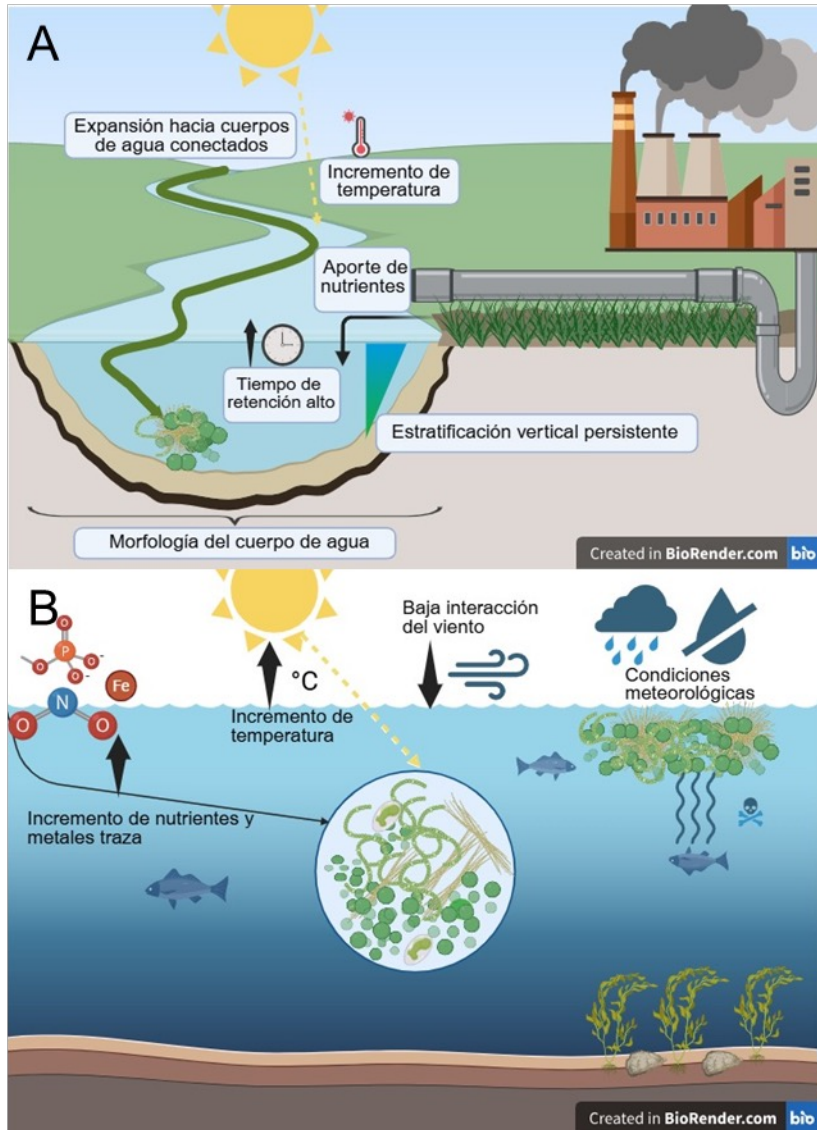 A
Expansión hacia cuerpos
de agua conectados
Incremento de
temperatura
Aporte de
nutrientes
Tiempo de
retención alto
Estratificación vertical persistente
Morfología del cuerpo de agua
Created in BioRender.com bio
B
P
O
O
O
O
-
-
Fe
N
O
O
°C
Incremento de
temperatura
Baja interacción
del viento
Condiciones
meteorológicas
Incremento de nutrientes y
metales traza
Created in BioRender.com bio